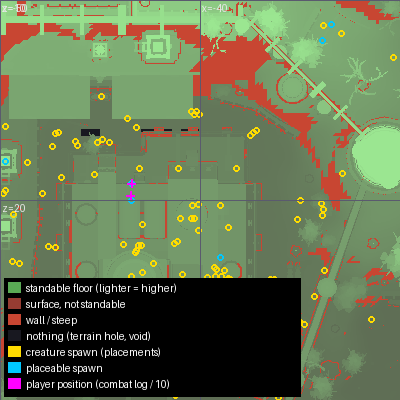 x=-50
x=-40
z=20
standable floor (lighter = higher)
surface, not standable
wall / steep
nothing (terrain hole, void)
creature spawn (placements)
placeable spawn
player position (combat log / 10)